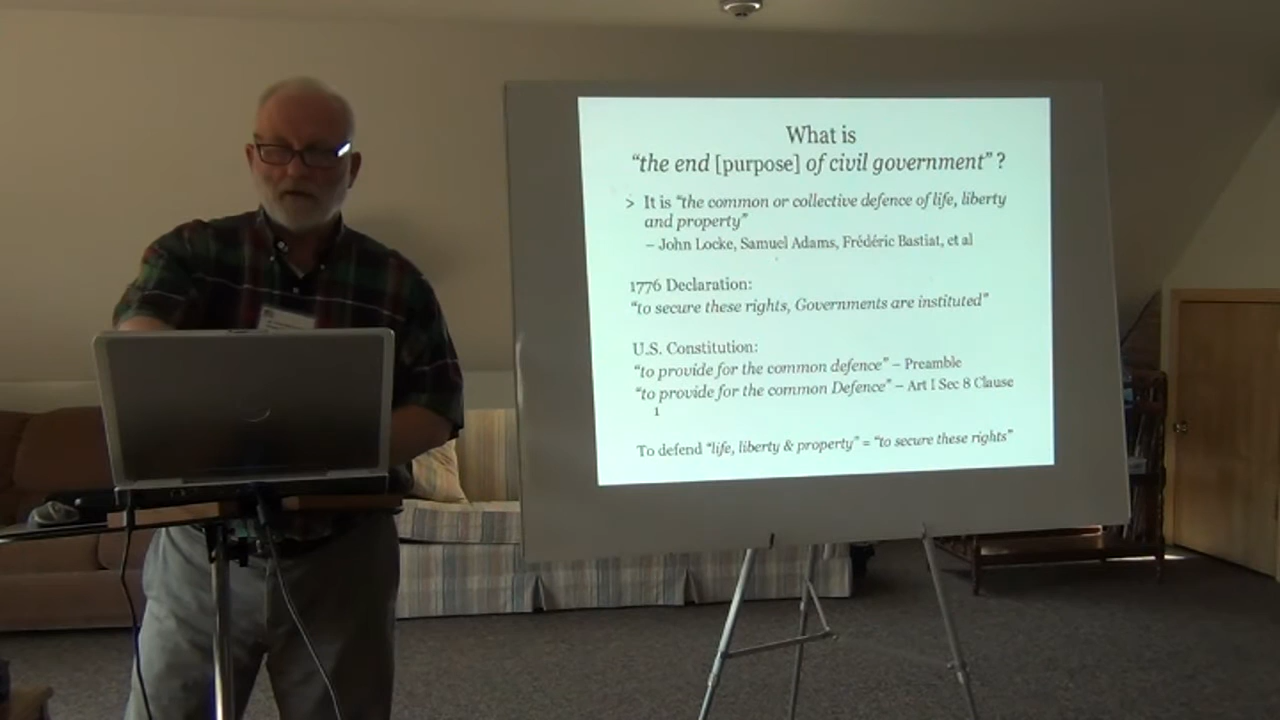 What is
“the end [purpose] of civil government” ?
> It is “the common or collective defence of life, liberty
and property”
– John Locke, Samuel Adams, Frédéric Bastiat, et al
1776 Declaration:
“to secure these rights, Governments are instituted”
U.S. Constitution:
“to provide for the common defence” – Preamble
“to provide for the common Defence” – Art I Sec 8 Clause
1
To defend “life, liberty & property” = “to secure these rights”